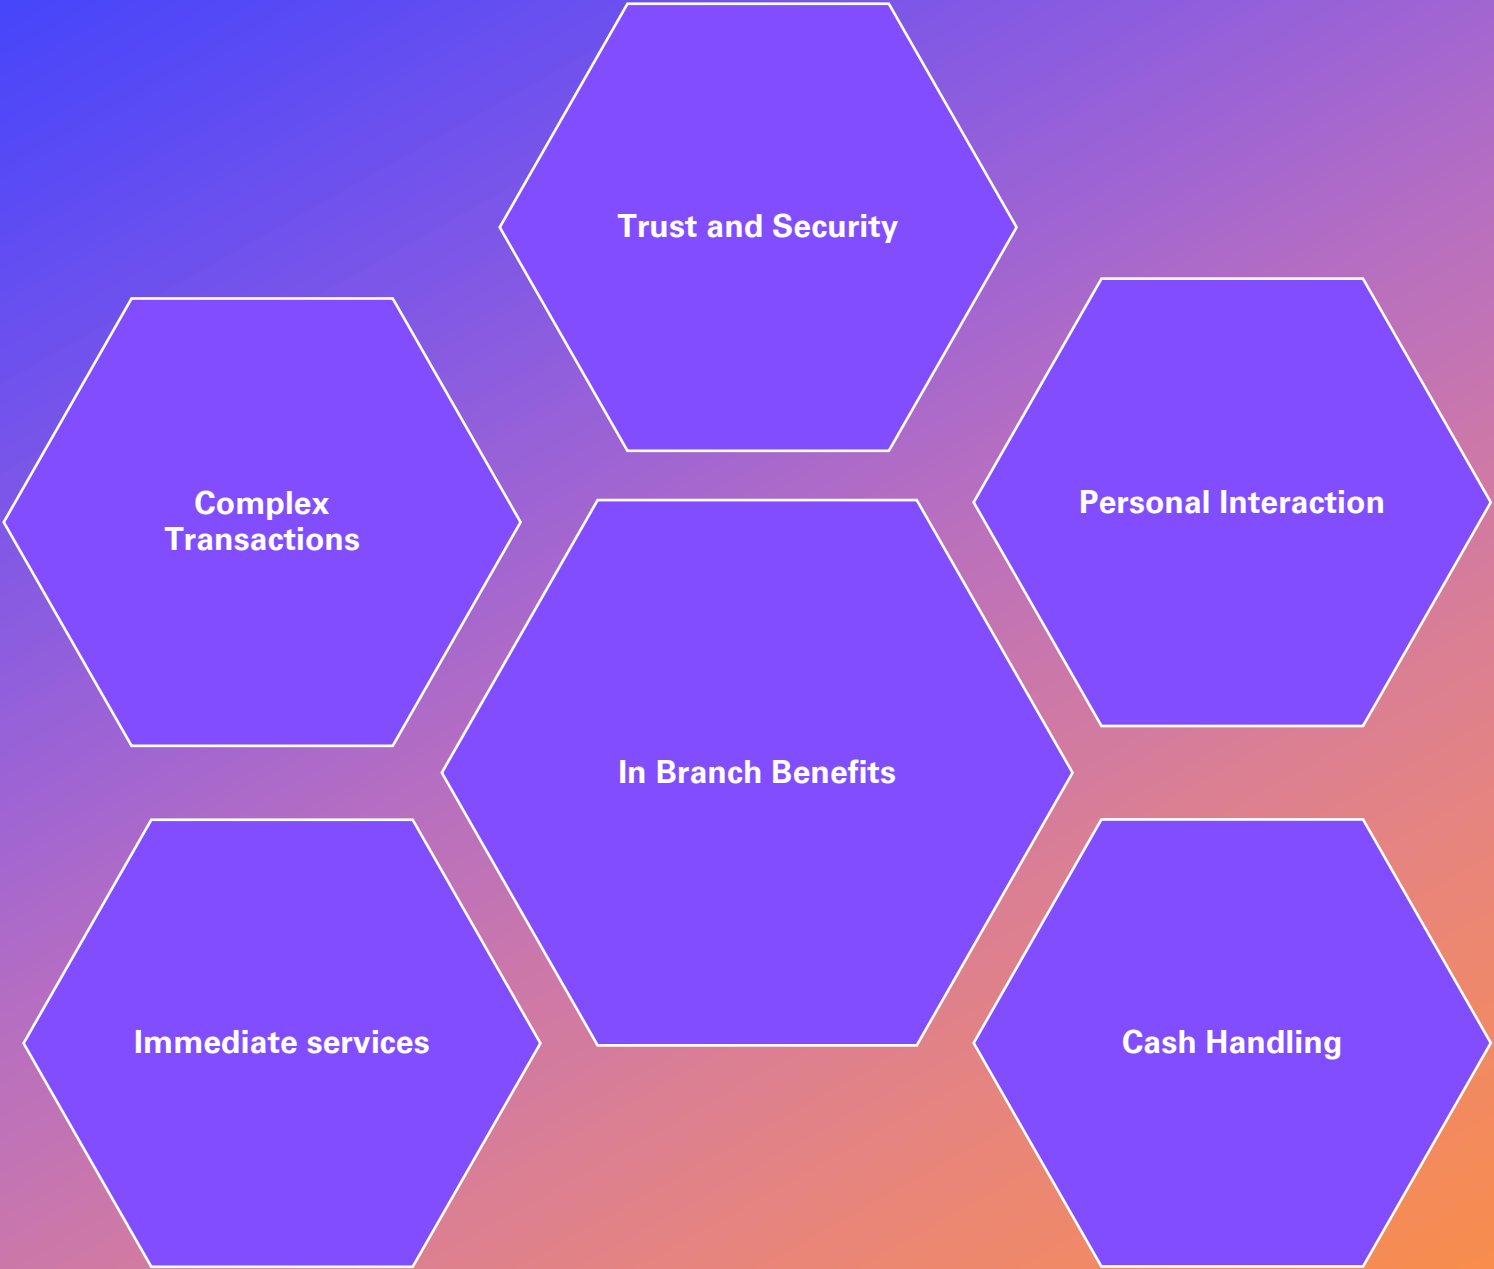 Trust and Security
Complex
Transactions
Personal Interaction
In Branch Benefits
Immediate services
Cash Handling